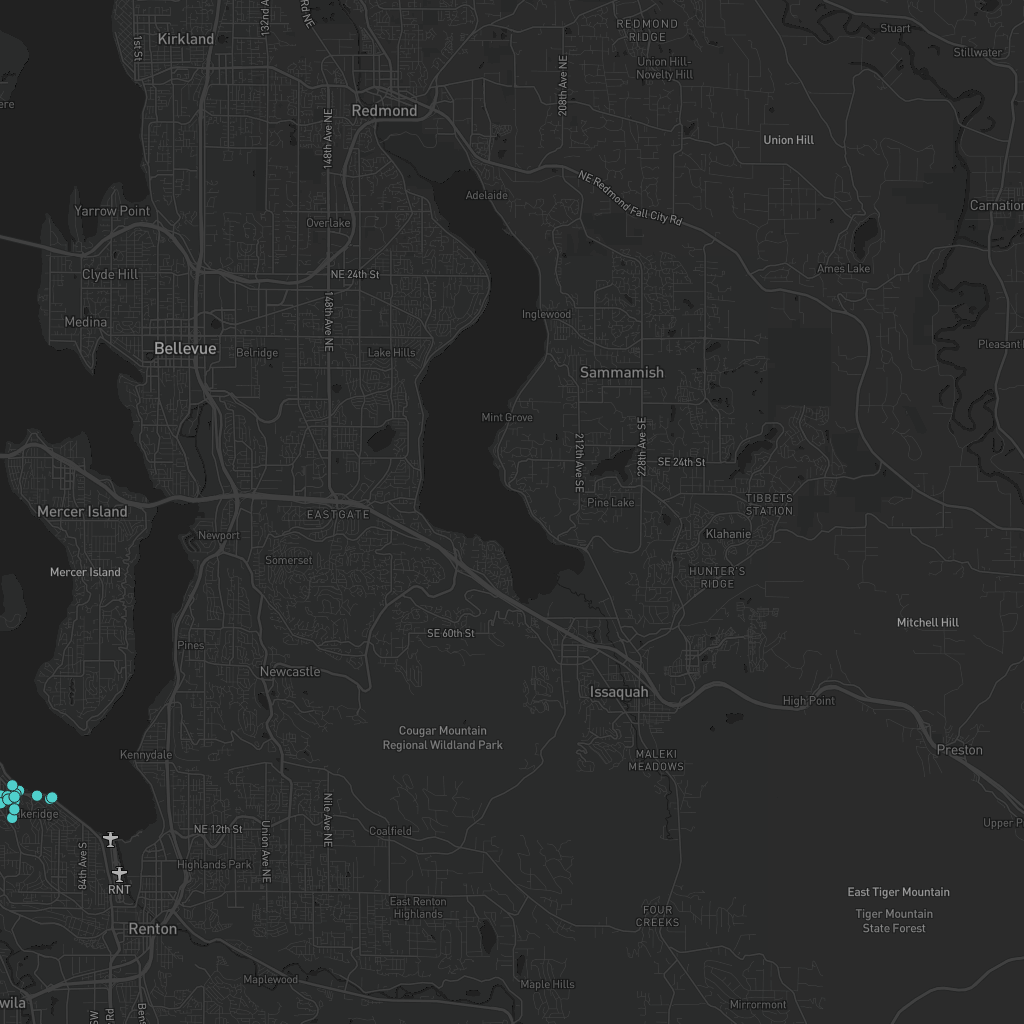 Kirkland
1st St
132nd A
Rd NE
REDMOND
RIDGE
Stuart
Stillwater
Union Hill-
Novelty Hill
208th Ave NE
ere
Redmond
148th Ave NE
Union Hill
Adelaide
NE Redmond Fall City Rd
Carnation
Yarrow Point
Overlake
Clyde Hill
NE 24th St
Ames Lake
148th Ave NE
Medina
Inglewood
Bellevue
Belridge
Lake Hills
Pleasant
Sammamish
Mint Grove
212th Ave SE
228th Ave SE
SE 24th St
TIBBETS
STATION
Pine Lake
Mercer Island
EASTGATE
Newport
Klahanie
Somerset
Mercer Island
HUNTER'S
RIDGE
Mitchell Hill
SE 60th St
Pines
Newcastle
Issaquah
High Point
Cougar Mountain
Regional Wildland Park
Kennydale
MALEKI
MEADOWS
Preston
keridge
NE 12th St
Nile Ave NE
Coalfield
Upper P
Union Ave NE
84th Ave S
Highlands Park
RNT
East Tiger Mountain
East Renton
Highlands
FOUR
CREEKS
Tiger Mountain
State Forest
Renton
Maplewood
Maple Hills
wila
Mirrormont
SW
Rd
Bens